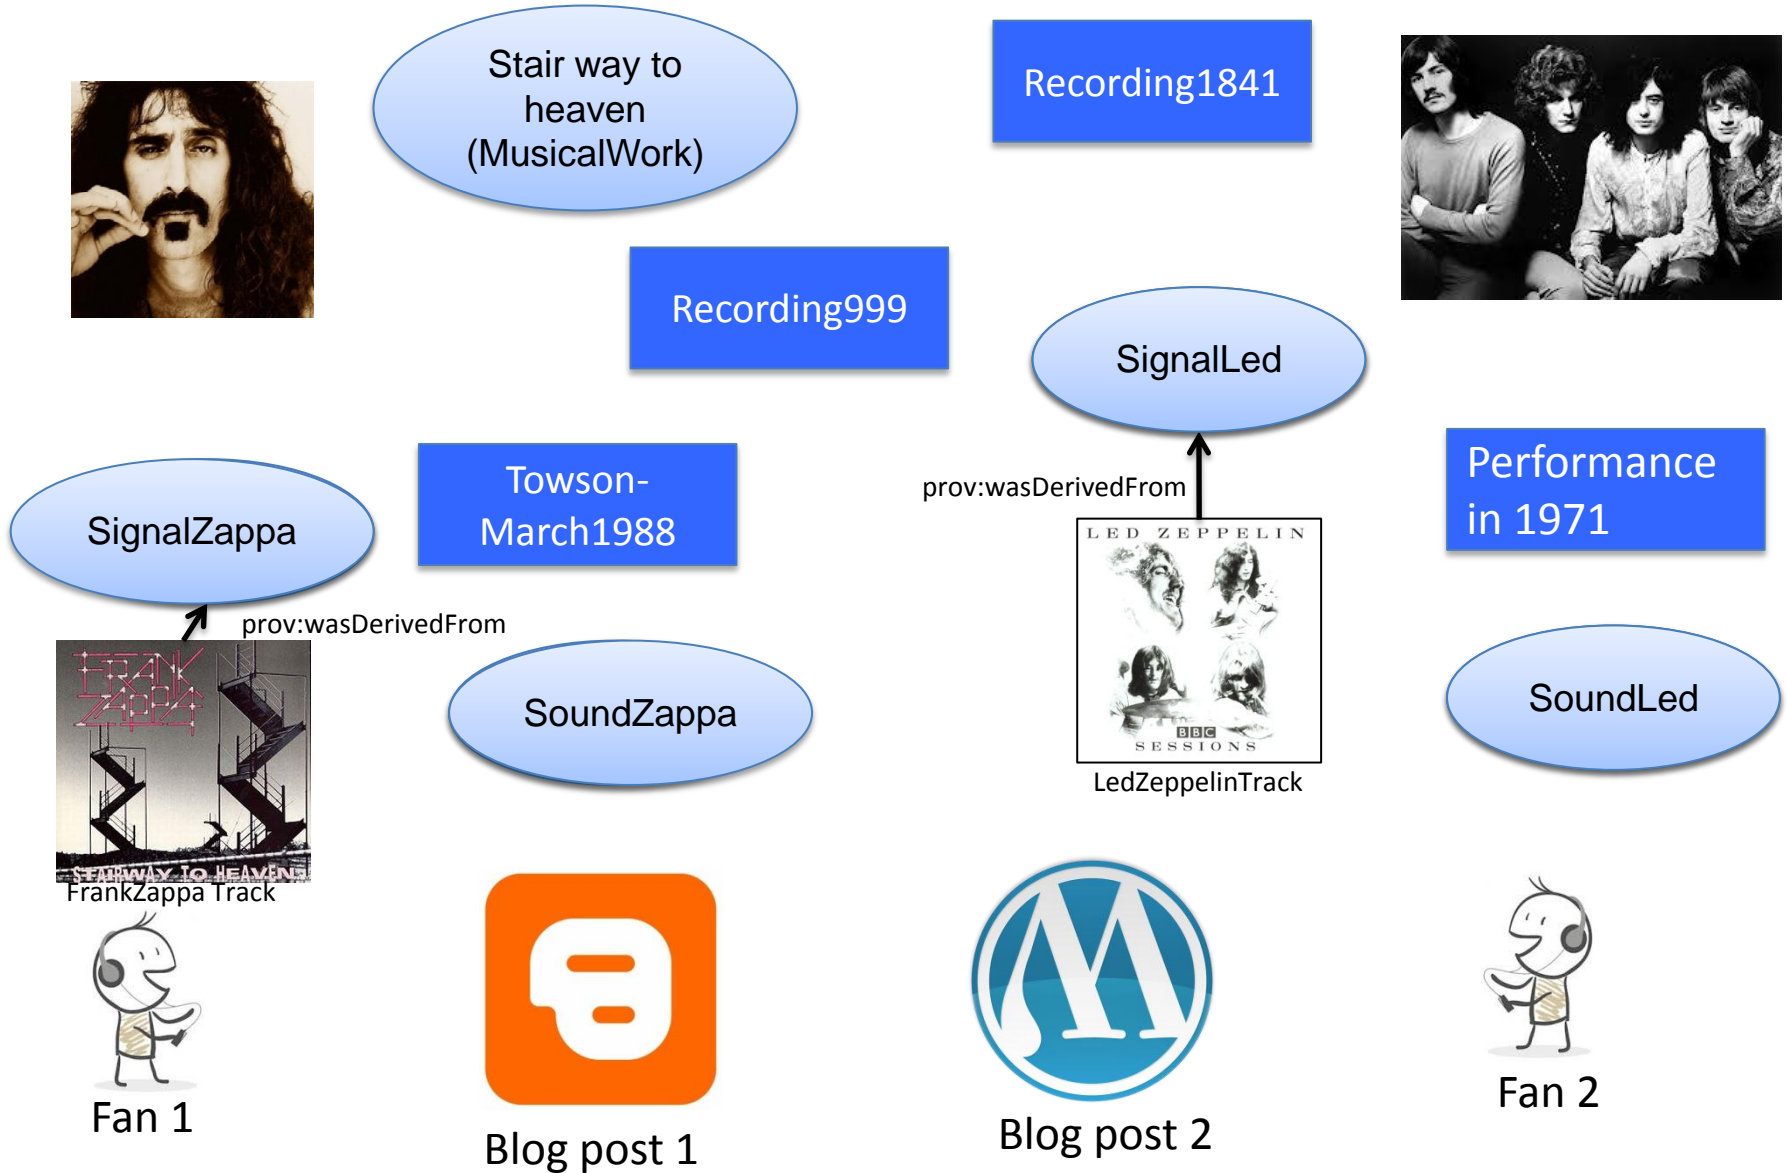 Stair way to
heaven
(MusicalWork)
Recording1841
Recording999
SignalLed
Towson-
March1988
prov:wasDerivedFrom
Performance
in 1971
SignalZappa
LED ZEPPELIN
prov:wasDerivedFrom
FRANK
ZAPPA
SoundZappa
SoundLed
BBC
SESSIONS
LedZeppelinTrack
STAIRWAY TO HEAVEN
FrankZappa Track
Fan 1
Blog post 1
Blog post 2
Fan 2